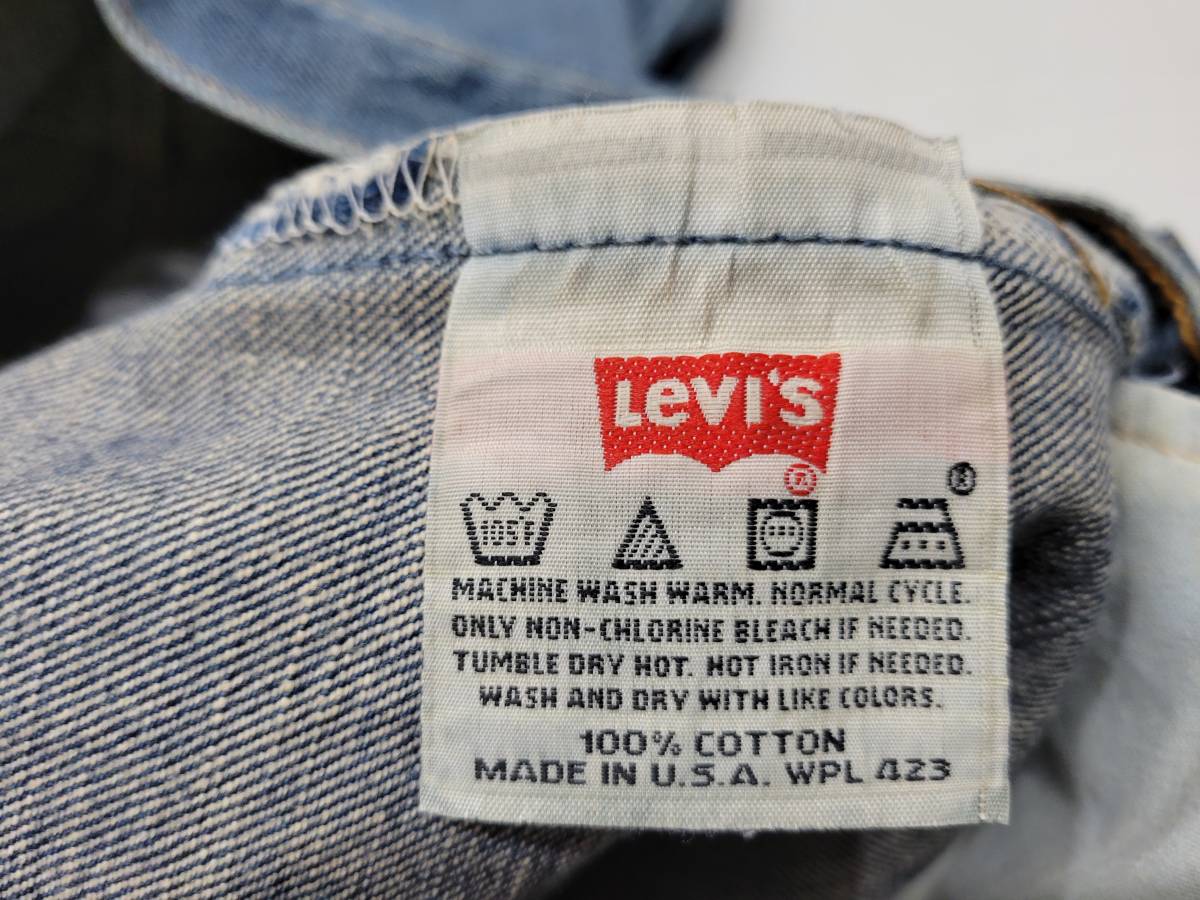 LEVI'S
®
®
105F
MACHINE WASH WARM. NORMAL CYCLE.
ONLY NON-CHLORINE BLEACH IF NEEDED.
TUMBLE DRY HOT. HOT IRON IF NEEDED.
WASH AND DRY WITH LIKE COLORS.
100% COTTON
MADE IN U.S.A. WPL 423